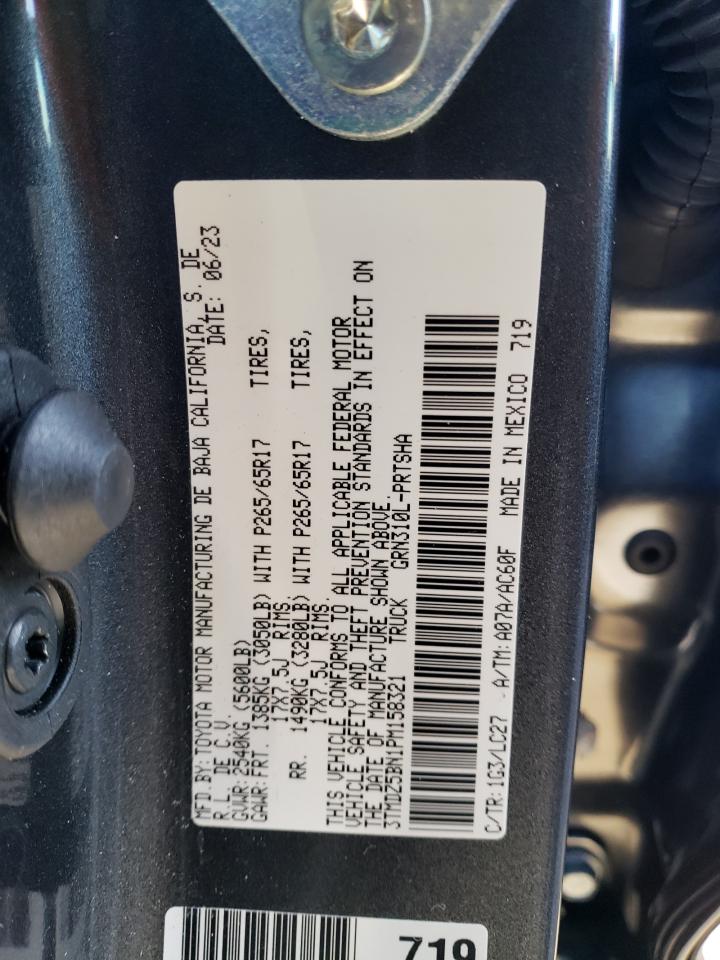 MFD.BY:TOYOTA MOTOR MANUFACTURING DE BAJA CALIFORNIA, S. DE
R.L. DE C.V. DATE: 06/23
GVWR:2540KG(5600LB)
GAWR:FRT. 1385KG(3050LB) WITH P265/65R17 TIRES,
17X7.5J RIMS,
RR. 1490KG(3280LB) WITH P265/65R17 TIRES,
17X7.5J RIMS.
THIS VEHICLE CONFORMS TO ALL APPLICABLE FEDERAL MOTOR
VEHICLE SAFETY AND THEFT PREVENTION STANDARDS IN EFFECT ON
THE DATE OF MANUFACTURE SHOWN ABOVE.
3TMDZ5BN1PM158321 TRUCK GRN310L-PRTSHA
C/TR:1G3/LC27 A/TM:A07A/AC60F MADE IN MEXICO 719
719